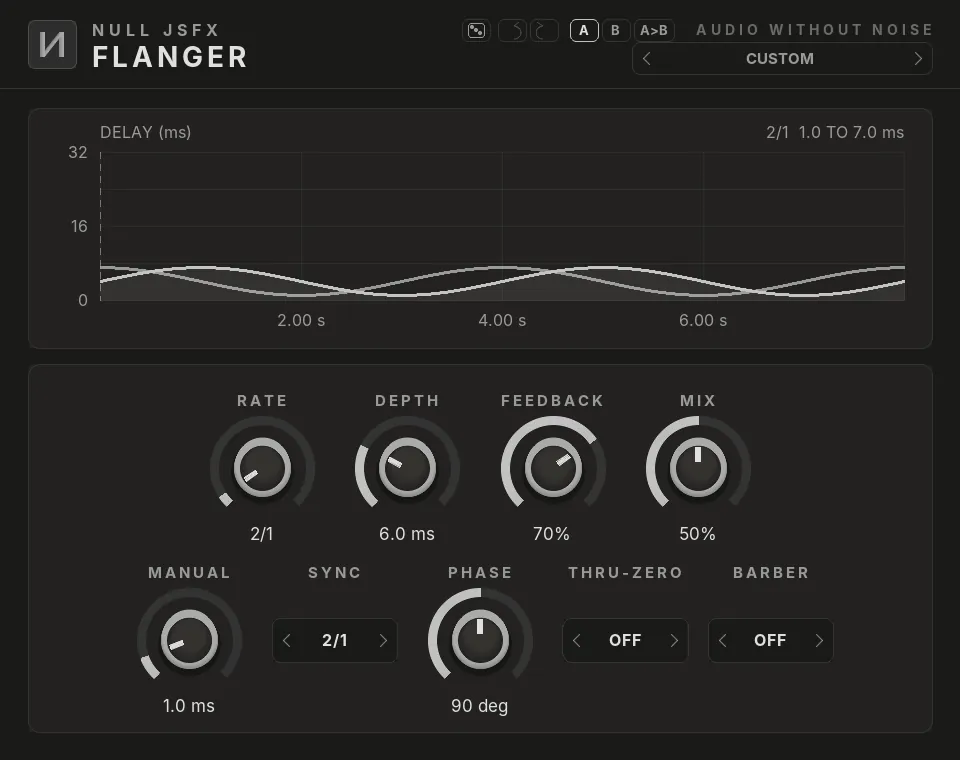 NULL JSFX
FLANGER
A B A>B AUDIO WITHOUT NOISE
CUSTOM
DELAY (ms) 2/1 1.0 TO 7.0 ms
32
16
0
2.00 s 4.00 s 6.00 s
RATE DEPTH FEEDBACK MIX
2/1 6.0 ms 70% 50%
MANUAL SYNC PHASE THRU-ZERO BARBER
2/1 OFF OFF
1.0 ms 90 deg